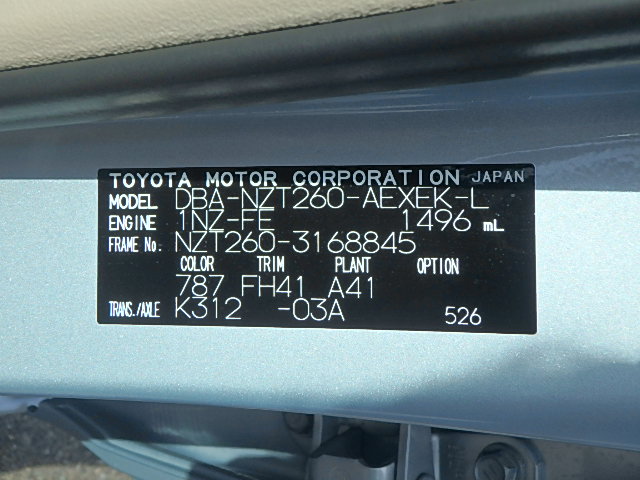 TOYOTA MOTOR CORPORATION JAPAN
MODEL DBA-NZT260-AEXEK-L
ENGINE 1NZ-FE 1496 mL
FRAME No. NZT260-3168845
COLOR TRIM PLANT OPTION
787 FH41 A41
TRANS./AXLE K312 -03A 526